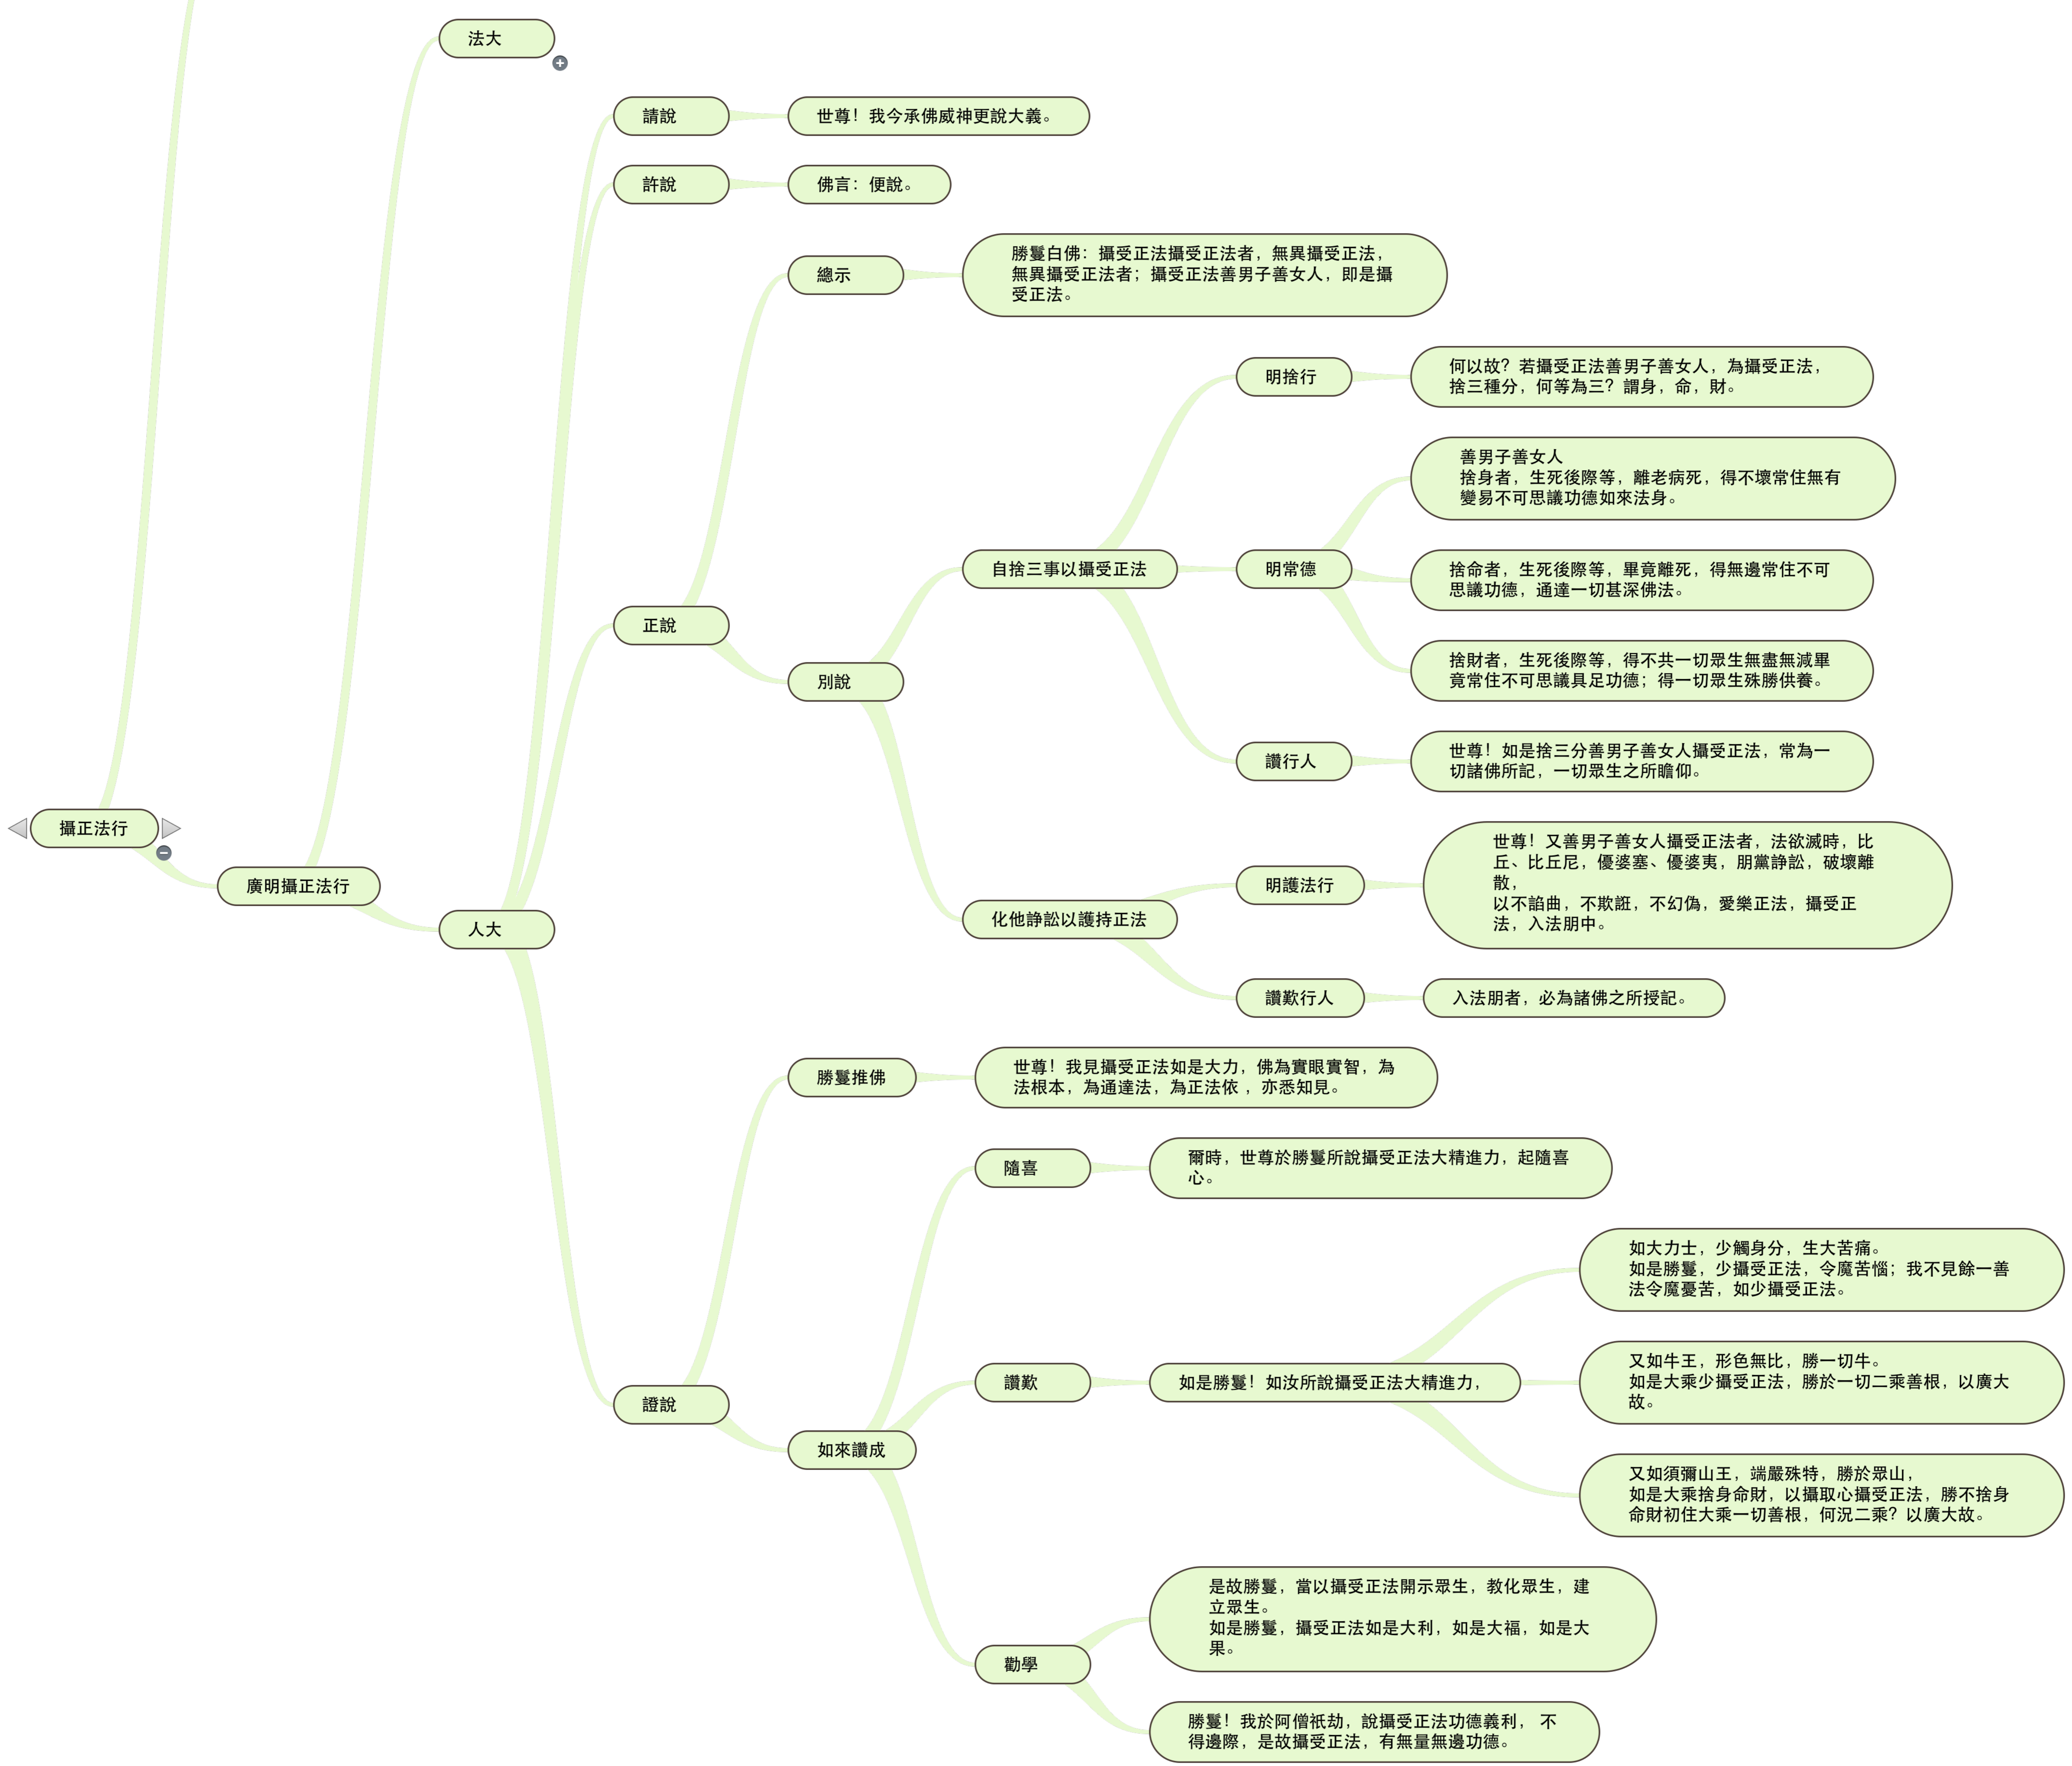 法大
請說
世尊！我今承佛威神更說大義。
許說
佛言：便說。
總示
勝鬘白佛：攝受正法攝受正法者，無異攝受正法，
無異攝受正法者；攝受正法善男子善女人，即是攝
受正法。
明捨行
何以故？若攝受正法善男子善女人，為攝受正法，
捨三種分，何等為三？謂身，命，財。
善男子善女人
捨身者，生死後際等，離老病死，得不壞常住無有
變易不可思議功德如來法身。
自捨三事以攝受正法
明常德
捨命者，生死後際等，畢竟離死，得無邊常住不可
思議功德，通達一切甚深佛法。
正說
別說
捨財者，生死後際等，得不共一切眾生無盡無減畢
竟常住不可思議具足功德；得一切眾生殊勝供養。
讚行人
世尊！如是捨三分善男子善女人攝受正法，常為一
切諸佛所記，一切眾生之所瞻仰。
攝正法行
廣明攝正法行
人大
化他諍訟以護持正法
明護法行
世尊！又善男子善女人攝受正法者，法欲滅時，比
丘、比丘尼，優婆塞、優婆夷，朋黨諍訟，破壞離
散，
以不諂曲，不欺誑，不幻偽，愛樂正法，攝受正
法，入法朋中。
讚歎行人
入法朋者，必為諸佛之所授記。
勝鬘推佛
世尊！我見攝受正法如是大力，佛為實眼實智，為
法根本，為通達法，為正法依 ，亦悉知見。
隨喜
爾時，世尊於勝鬘所說攝受正法大精進力，起隨喜
心。
如大力士，少觸身分，生大苦痛。
如是勝鬘，少攝受正法，令魔苦惱；我不見餘一善
法令魔憂苦，如少攝受正法。
讚歎
如是勝鬘！如汝所說攝受正法大精進力，
又如牛王，形色無比，勝一切牛。
如是大乘少攝受正法，勝於一切二乘善根，以廣大
故。
證說
如來讚成
又如須彌山王，端嚴殊特，勝於眾山，
如是大乘捨身命財，以攝取心攝受正法，勝不捨身
命財初住大乘一切善根，何況二乘？以廣大故。
勸學
是故勝鬘，當以攝受正法開示眾生，教化眾生，建
立眾生。
如是勝鬘，攝受正法如是大利，如是大福，如是大
果。
勝鬘！我於阿僧祇劫，說攝受正法功德義利， 不
得邊際，是故攝受正法，有無量無邊功德。